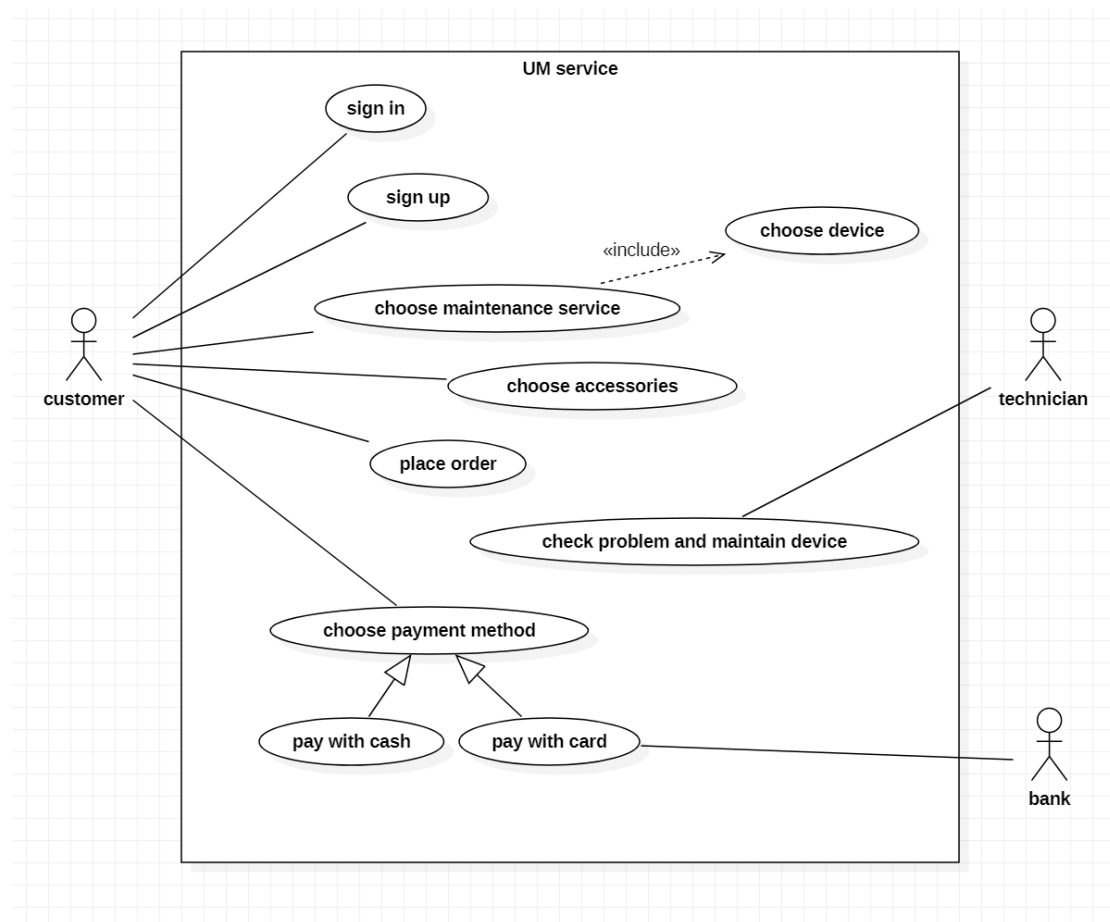 UM service
sign in
sign up
choose device
«include»
choose maintenance service
choose accessories
customer
technician
place order
check problem and maintain device
choose payment method
pay with cash
pay with card
bank